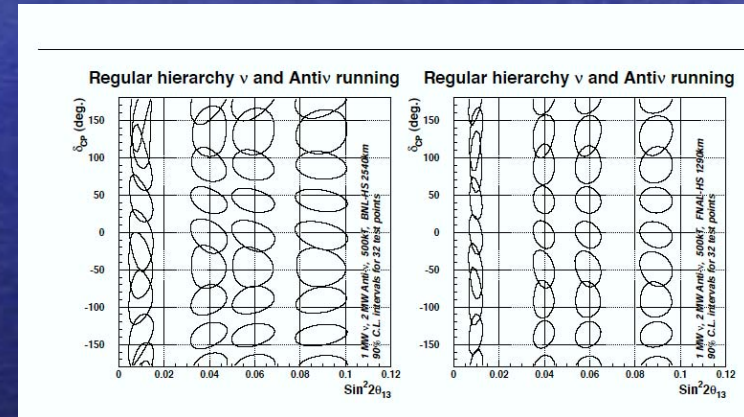 Regular hierarchy ν and Antiν running
δCP (deg.)
150
100
50
0
-50
-100
-150
0 0.02 0.04 0.06 0.08 0.1 0.12
Sin²2θ13
1 MW ν, 2 MW Anti-ν, 500kT, BNL-HS 2540km
90% C.L. intervals for 32 test points
Regular hierarchy ν and Antiν running
δCP (deg.)
150
100
50
0
-50
-100
-150
0 0.02 0.04 0.06 0.08 0.1 0.12
Sin²2θ13
1 MW ν, 2 MW Anti-ν, 500kT, FNAL-HS 1290km
90% C.L. intervals for 32 test points